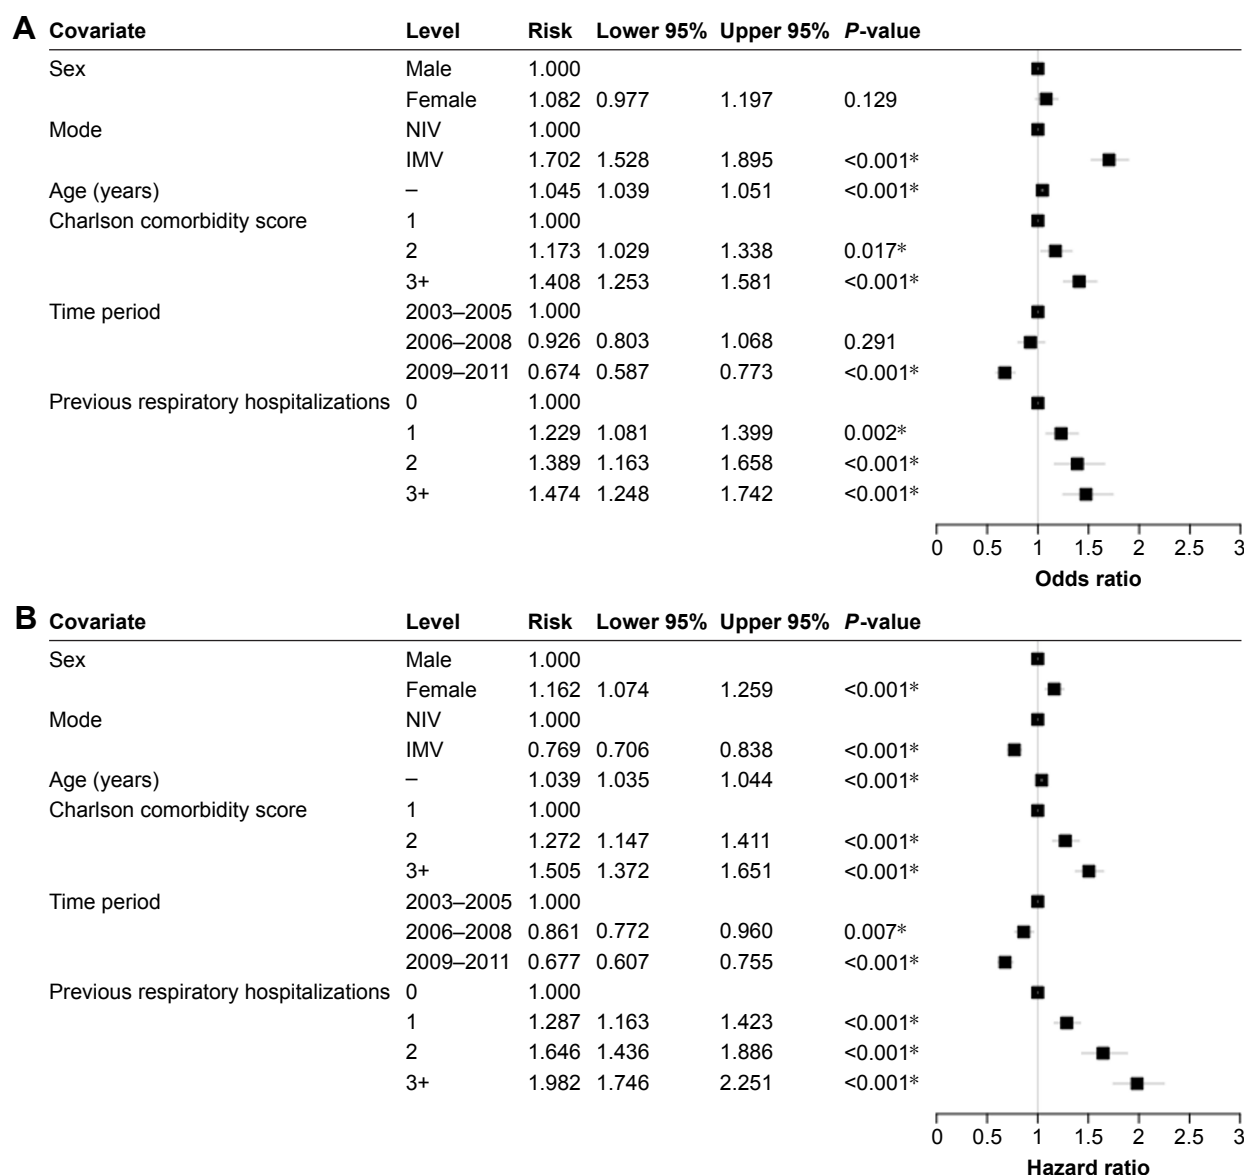 A Covariate Level Risk Lower 95% Upper 95% P-value
Sex Male 1.000
Female 1.082 0.977 1.197 0.129
Mode NIV 1.000
IMV 1.702 1.528 1.895 <0.001*
Age (years) – 1.045 1.039 1.051 <0.001*
Charlson comorbidity score 1 1.000
2 1.173 1.029 1.338 0.017*
3+ 1.408 1.253 1.581 <0.001*
Time period 2003–2005 1.000
2006–2008 0.926 0.803 1.068 0.291
2009–2011 0.674 0.587 0.773 <0.001*
Previous respiratory hospitalizations 0 1.000
1 1.229 1.081 1.399 0.002*
2 1.389 1.163 1.658 <0.001*
3+ 1.474 1.248 1.742 <0.001*
0 0.5 1 1.5 2 2.5 3
Odds ratio
B Covariate Level Risk Lower 95% Upper 95% P-value
Sex Male 1.000
Female 1.162 1.074 1.259 <0.001*
Mode NIV 1.000
IMV 0.769 0.706 0.838 <0.001*
Age (years) – 1.039 1.035 1.044 <0.001*
Charlson comorbidity score 1 1.000
2 1.272 1.147 1.411 <0.001*
3+ 1.505 1.372 1.651 <0.001*
Time period 2003–2005 1.000
2006–2008 0.861 0.772 0.960 0.007*
2009–2011 0.677 0.607 0.755 <0.001*
Previous respiratory hospitalizations 0 1.000
1 1.287 1.163 1.423 <0.001*
2 1.646 1.436 1.886 <0.001*
3+ 1.982 1.746 2.251 <0.001*
0 0.5 1 1.5 2 2.5 3
Hazard ratio